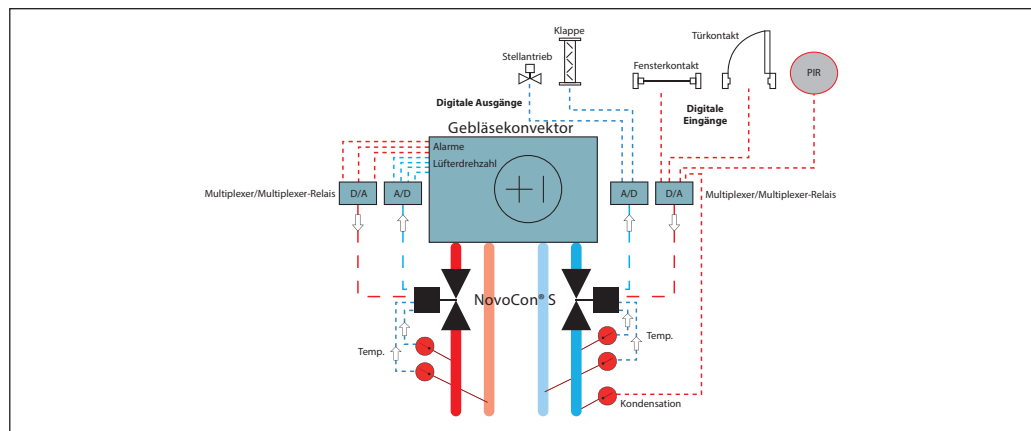 Klappe
Türkontakt
Stellantrieb
Fensterkontakt
PIR
Digitale Ausgänge
Digitale
Eingänge
Gebläsekonvektor
Alarme
Lüfterdrehzahl
Multiplexer/Multiplexer-Relais
D/A
A/D
A/D
D/A
Multiplexer/Multiplexer-Relais
NovoCon® S
Temp.
Temp.
Kondensation